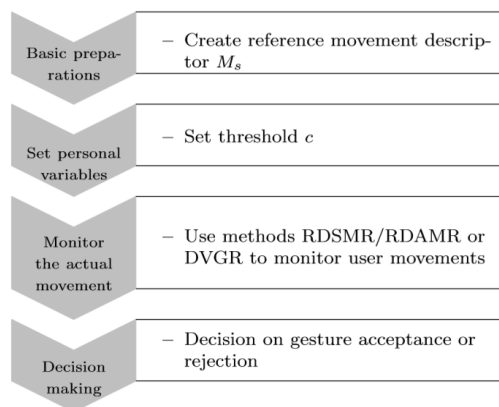 Basic prepa-
rations
– Create reference movement descrip-
tor M_s
Set personal
variables
– Set threshold c
Monitor
the actual
movement
– Use methods RDSMR/RDAMR or
DVGR to monitor user movements
Decision
making
– Decision on gesture acceptance or
rejection